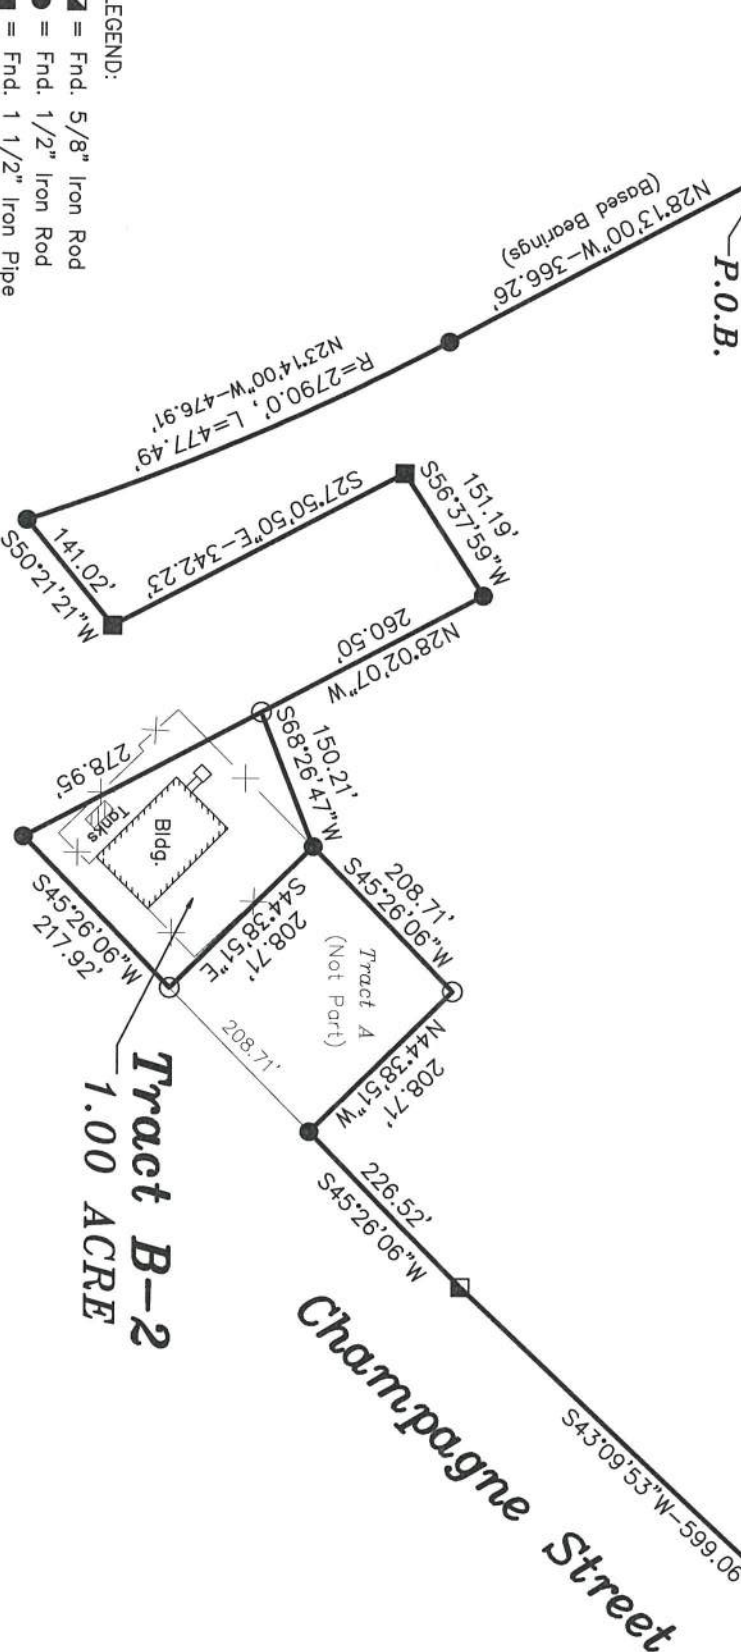 P.O.B.
N28°13'00"W-366.26'
(Based Bearings)
R=2790.0', L=477.49'
N23°14'00"W-476.91'
151.19'
S56°37'59"W
S27°50'50"E-342.23'
141.02'
S50°21'21"W
N28°02'07"W
260.50'
150.21'
S68°26'47"W
278.95'
Tanks
Bldg.
S45°26'06"W
217.92'
S44°38'51"E
208.71'
208.71'
S45°26'06"W
Tract A
(Not Part)
208.71'
N44°38'51"W
208.71'
226.52'
S45°26'06"W
S43°09'53"W-599.06
Tract B-2
1.00 ACRE
Champagne Street
EGEND:
= Fnd. 5/8" Iron Rod
= Fnd. 1/2" Iron Rod
= Fnd. 1 1/2" Iron Pipe